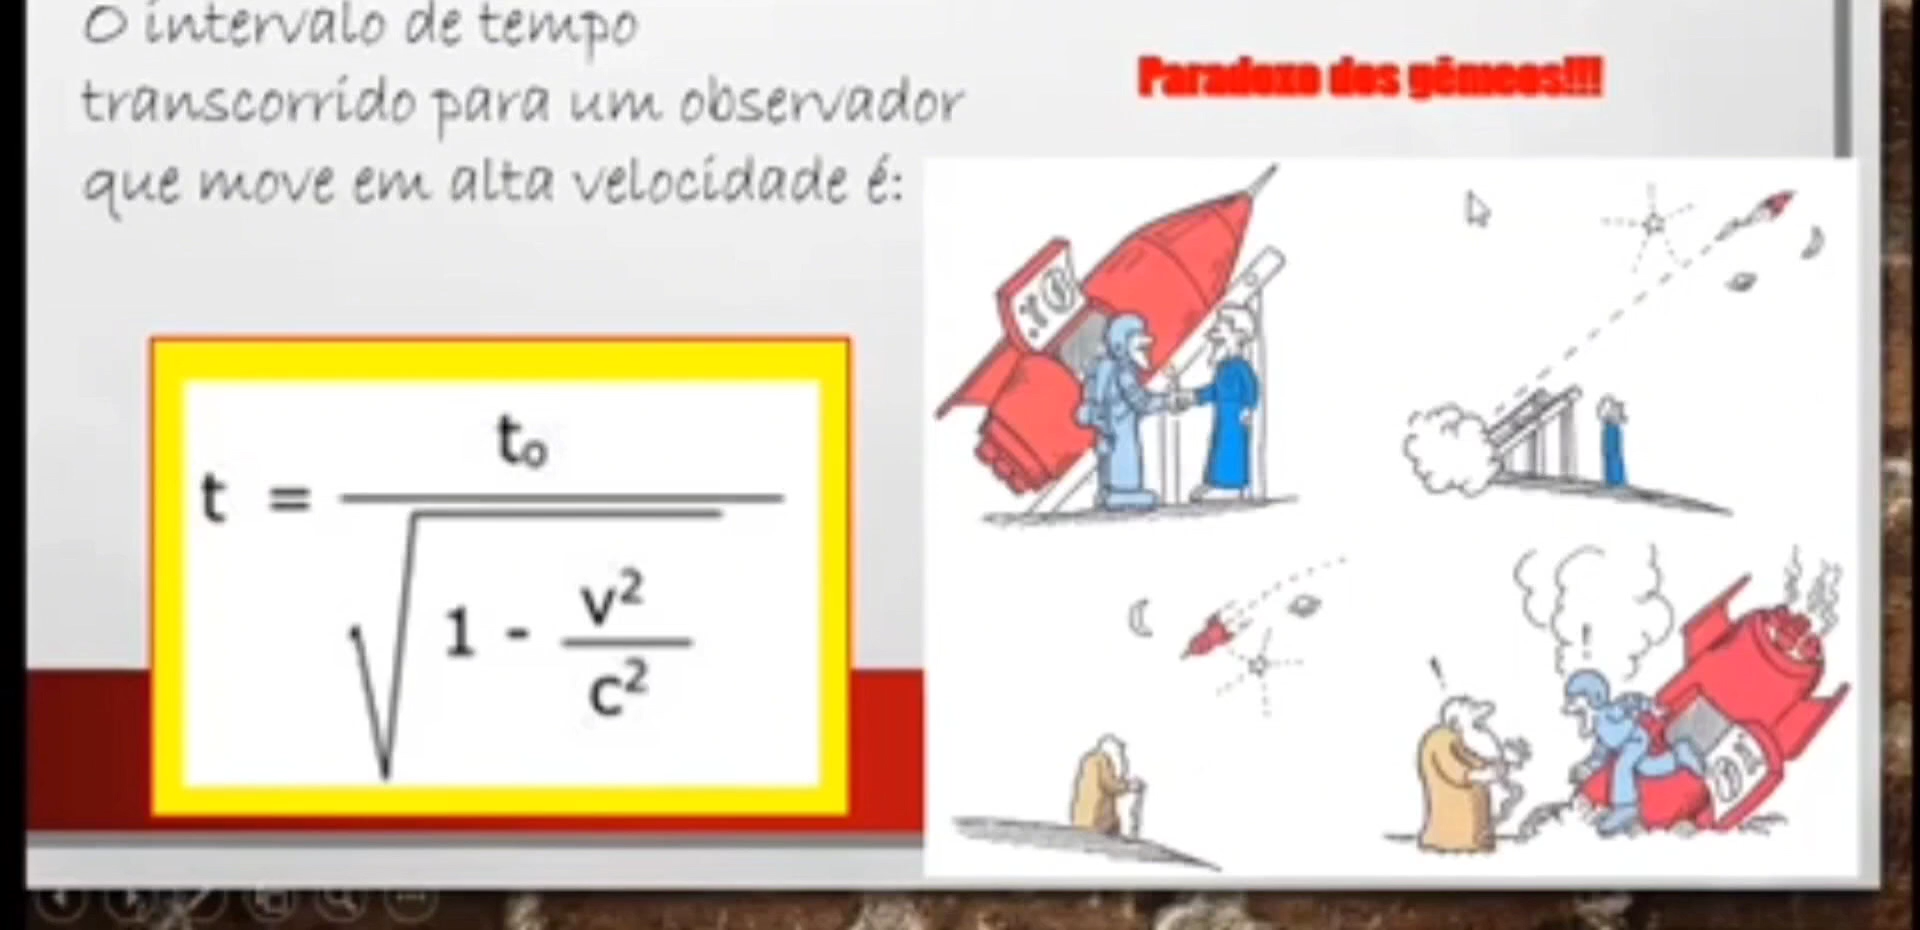 O intervalo de tempo
transcorrido para um observador
que move em alta velocidade é:
Paradoxo dos gêmeos!!!
t = t₀
√ 1 - v²
c²
!
!